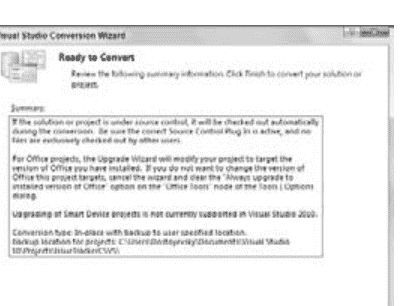 Visual Studio Conversion Wizard
Ready to Convert
Review the following summary information. Click Finish to convert your solution or
project.
Summary:
If the solution or project is under source control, it will be checked out automatically
during the conversion. Be sure the correct Source Control Plug In is active, and no
files are exclusively checked out by other users.
For Office projects, the Upgrade Wizard will modify your project to target the
version of Office you have installed. If you do not want to change the version of
Office this project targets, cancel the wizard and clear the "Always upgrade to
installed version of Office" option on the "Office Tools" node of the Tools | Options
dialog.
Upgrading of Smart Device projects is not currently supported in Visual Studio 2010.
Conversion type: In-place with backup to user specified location.
Backup location for projects: C:\Users\Dostoyevsky\Documents\Visual Studio